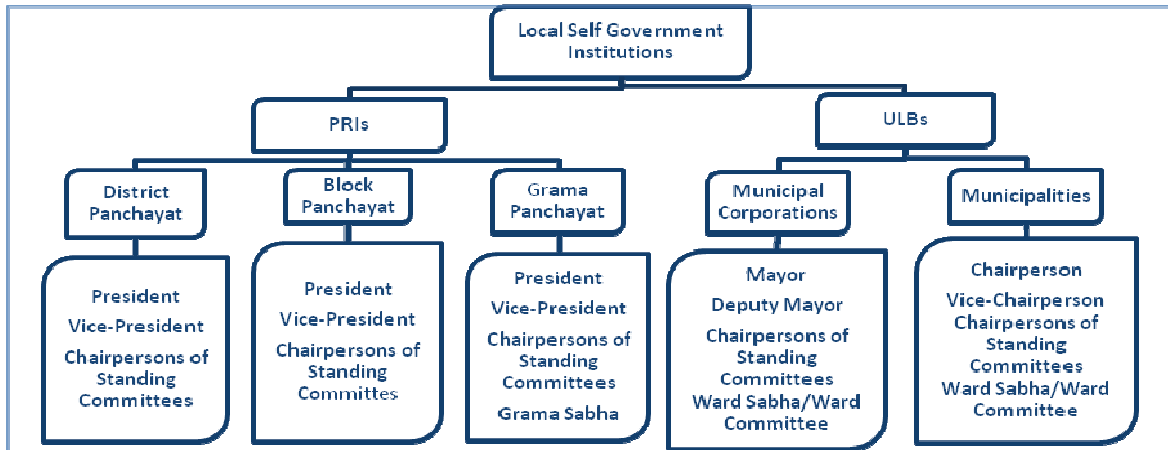 Local Self Government
Institutions
PRIs
ULBs
District
Panchayat
Block
Panchayat
Grama
Panchayat
Municipal
Corporations
Municipalities
President
Vice-President
Chairpersons of
Standing
Committees
President
Vice-President
Chairpersons of
Standing
Committes
President
Vice-President
Chairpersons of
Standing
Committees
Grama Sabha
Mayor
Deputy Mayor
Chairpersons of
Standing
Committees
Ward Sabha/Ward
Committee
Chairperson
Vice-Chairperson
Chairpersons of
Standing
Committees
Ward Sabha/Ward
Committee